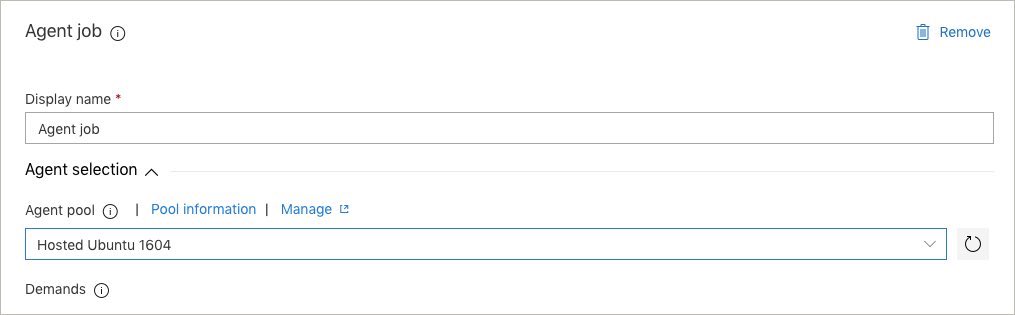 Agent job
Remove
Display name *
Agent job
Agent selection
Agent pool | Pool information | Manage
Hosted Ubuntu 1604
Demands